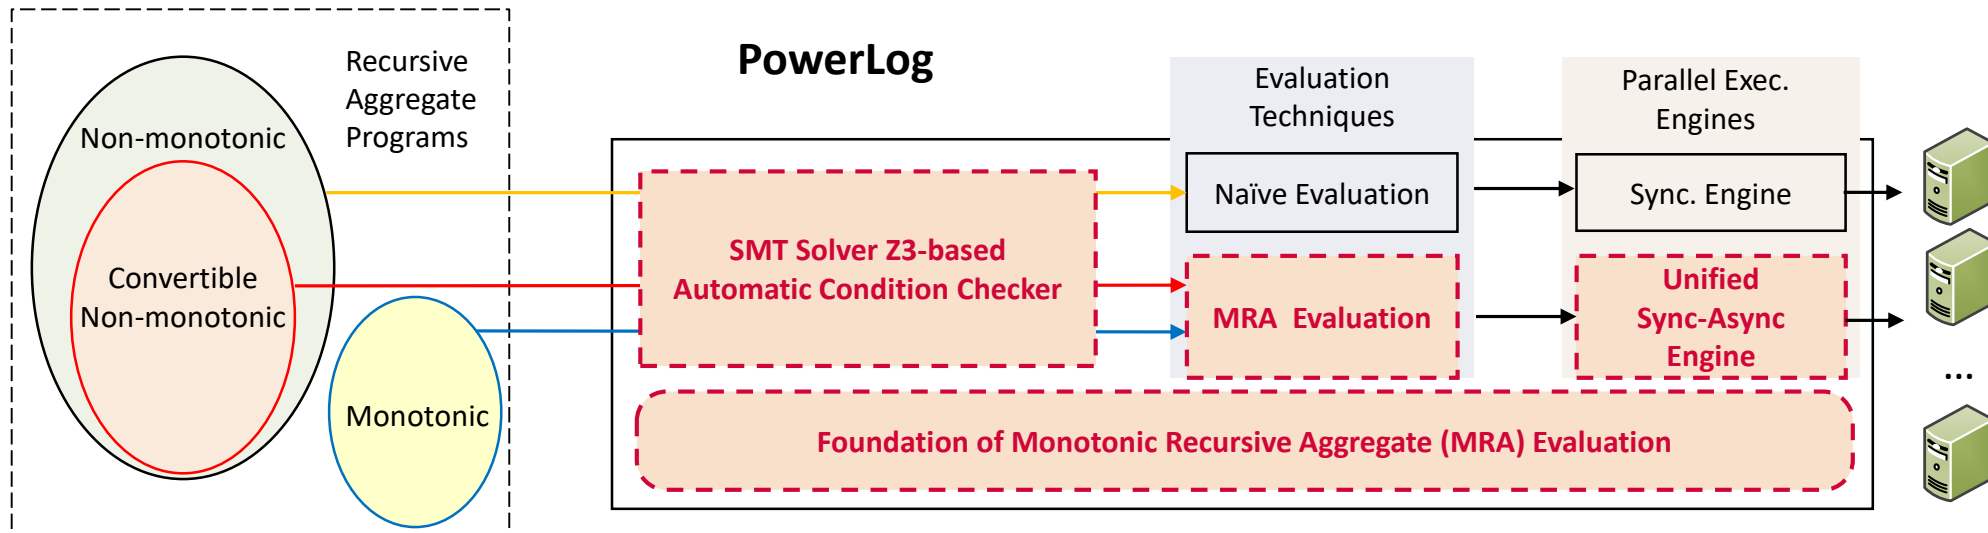 PowerLog
Recursive
Aggregate
Programs
Non-monotonic
Convertible
Non-monotonic
Monotonic
SMT Solver Z3-based
Automatic Condition Checker
Evaluation
Techniques
Naïve Evaluation
MRA Evaluation
Parallel Exec.
Engines
Sync. Engine
Unified
Sync-Async
Engine
...
Foundation of Monotonic Recursive Aggregate (MRA) Evaluation